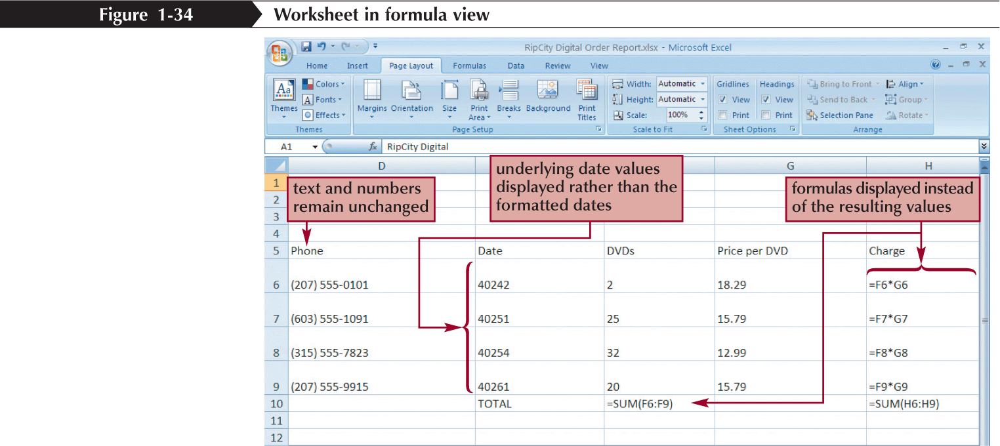 Figure 1-34 Worksheet in formula view
RipCity Digital Order Report.xlsx - Microsoft Excel
Home Insert Page Layout Formulas Data Review View
Themes
Colors
Fonts
Effects
Themes
Margins Orientation Size Print Area Breaks Background Print Titles
Page Setup
Width: Automatic
Height: Automatic
Scale: 100%
Scale to Fit
Gridlines Headings
View View
Print Print
Sheet Options
Bring to Front Align
Send to Back Group
Selection Pane Rotate
Arrange
A1 fx RipCity Digital
D G H
text and numbers
remain unchanged
underlying date values
displayed rather than the
formatted dates
formulas displayed instead
of the resulting values
1
2
3
4
5 Phone Date DVDs Price per DVD Charge
6 (207) 555-0101 40242 2 18.29 =F6*G6
7 (603) 555-1091 40251 25 15.79 =F7*G7
8 (315) 555-7823 40254 32 12.99 =F8*G8
9 (207) 555-9915 40261 20 15.79 =F9*G9
10 TOTAL =SUM(F6:F9) =SUM(H6:H9)
11
12